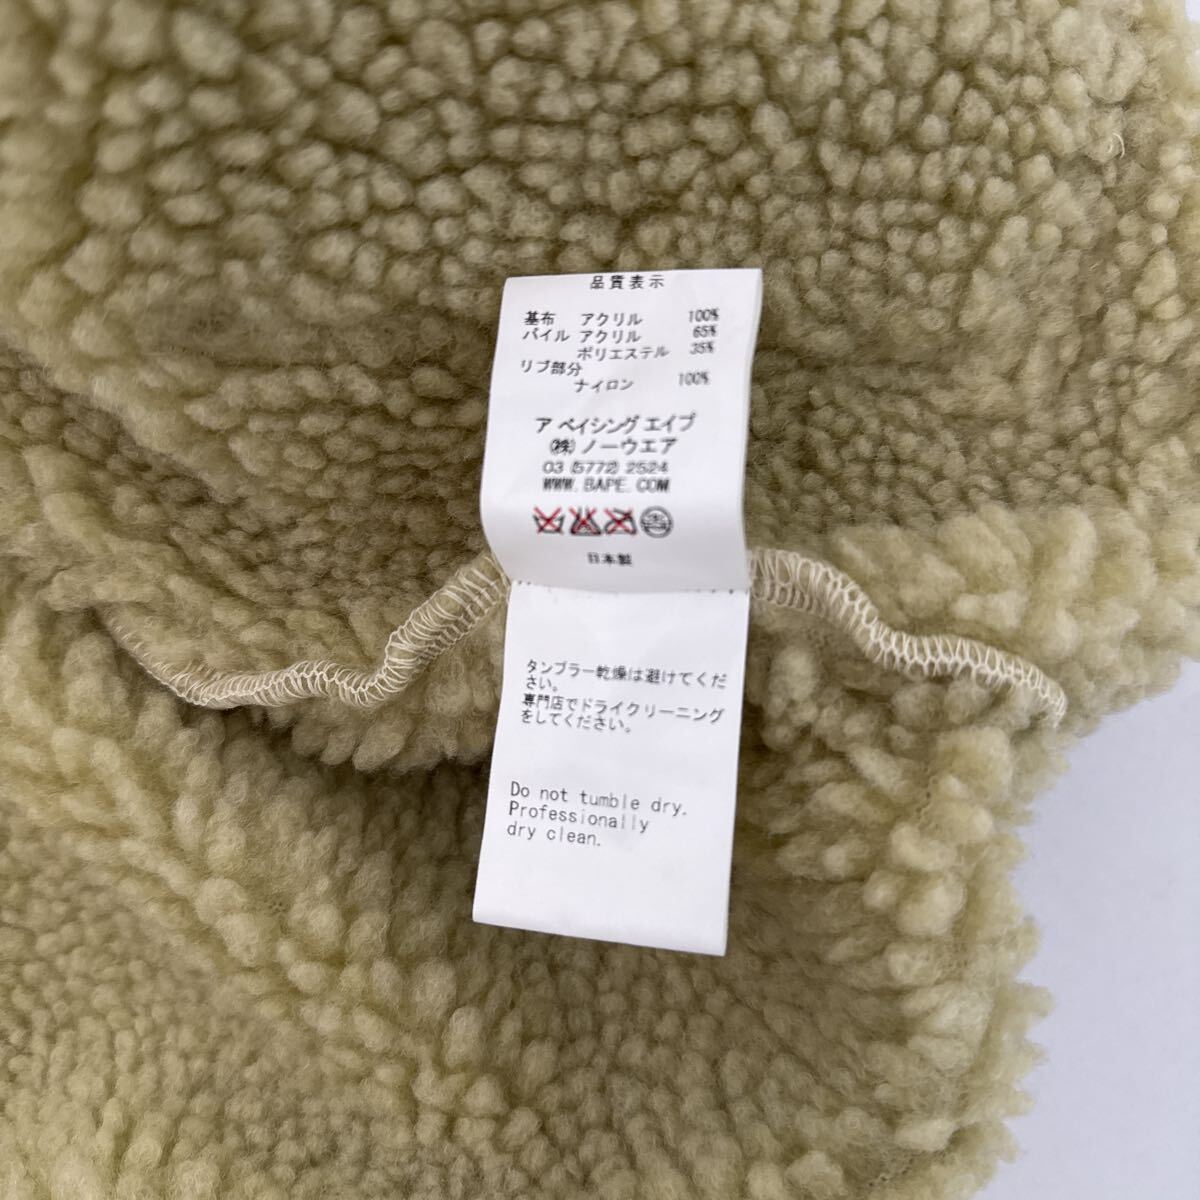 品質表示
基布 アクリル 100%
パイル アクリル 65%
ポリエステル 35%
リブ部分
ナイロン 100%
ア ベイシング エイプ
(株) ノーウエア
03 (5772) 2524
WWW.BAPE.COM
日本製
タンブラー乾燥は避けてくだ
さい。
専門店でドライクリーニング
をしてください。
Do not tumble dry.
Professionally
dry clean.